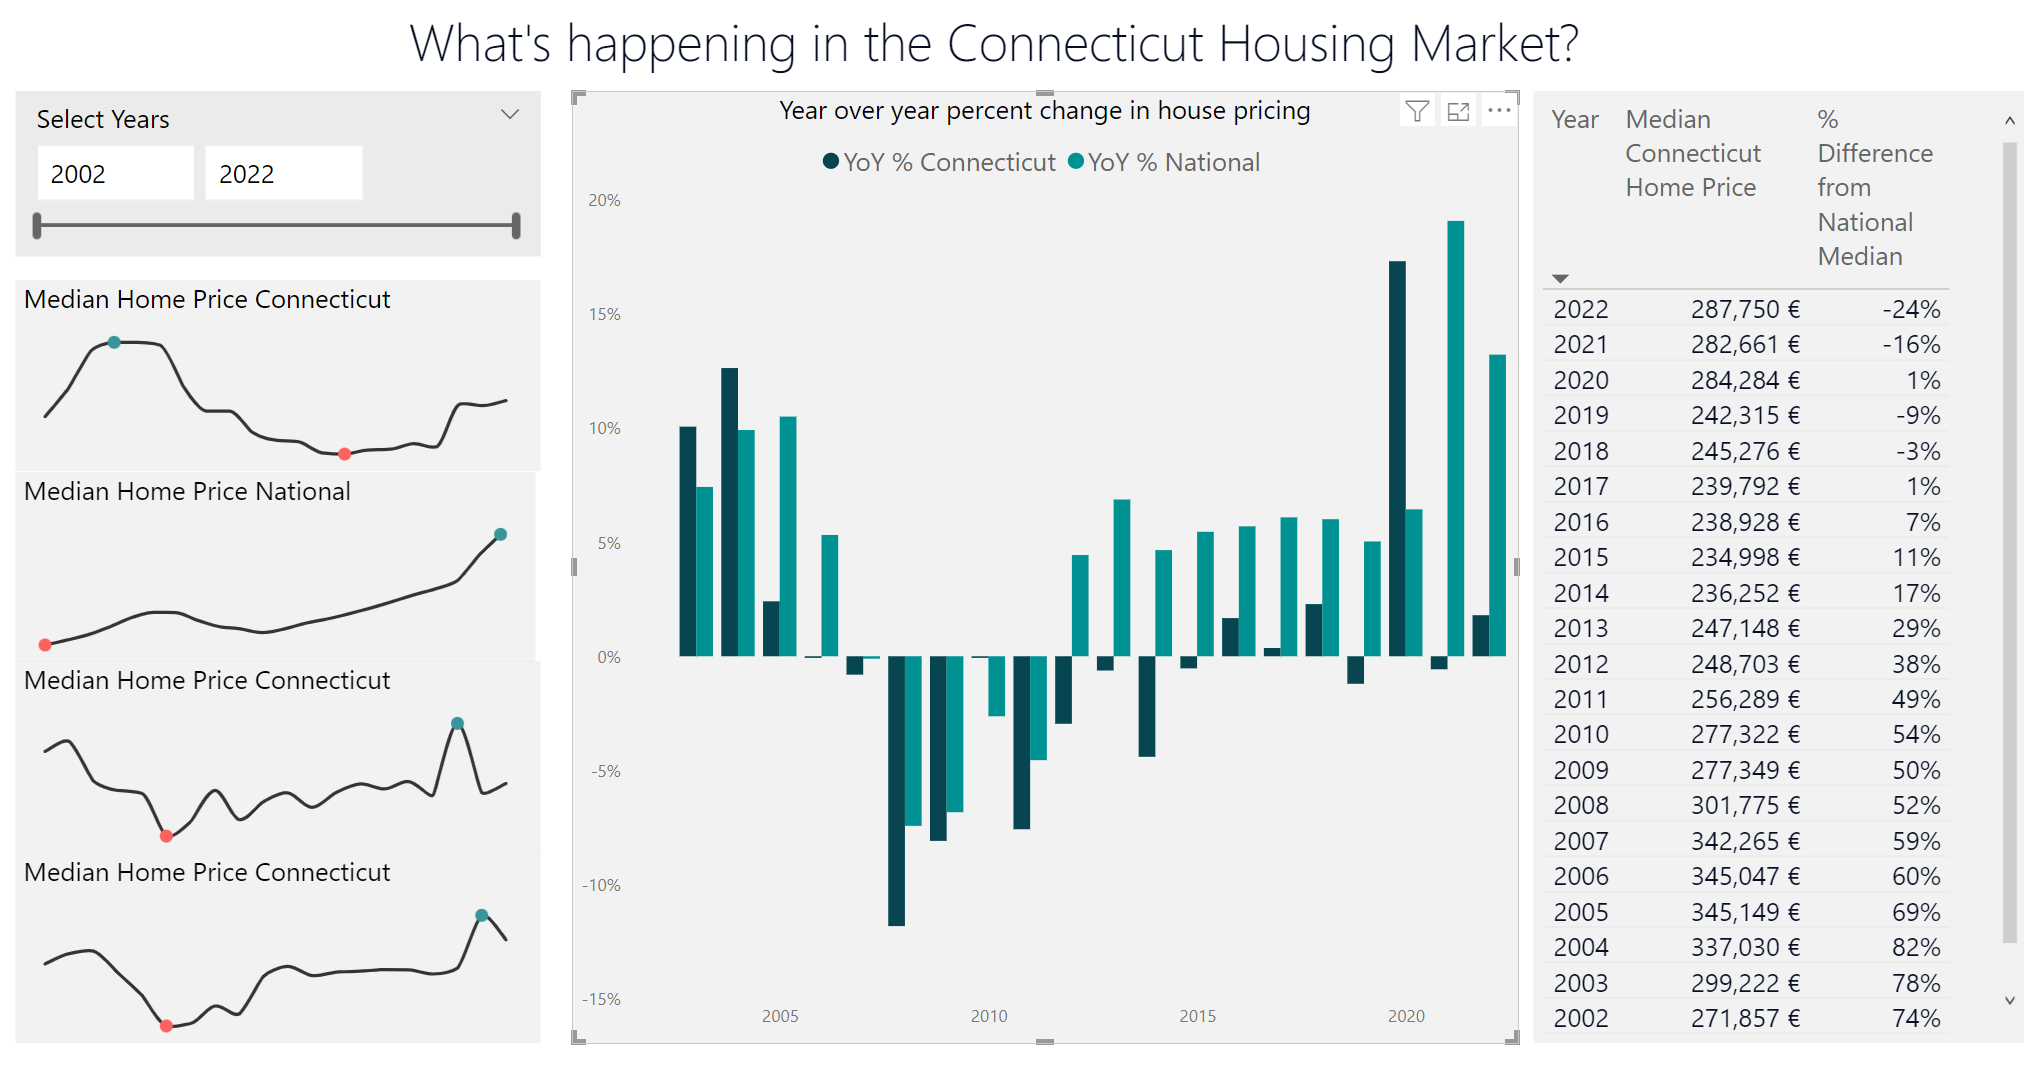 What's happening in the Connecticut Housing Market?
Select Years
2002 2022
Median Home Price Connecticut
Median Home Price National
Median Home Price Connecticut
Median Home Price Connecticut
Year over year percent change in house pricing
YoY % Connecticut YoY % National
20%
15%
10%
5%
0%
-5%
-10%
-15%
2005 2010 2015 2020
Year Median Connecticut Home Price % Difference from National Median
2022 287,750 € -24%
2021 282,661 € -16%
2020 284,284 € 1%
2019 242,315 € -9%
2018 245,276 € -3%
2017 239,792 € 1%
2016 238,928 € 7%
2015 234,998 € 11%
2014 236,252 € 17%
2013 247,148 € 29%
2012 248,703 € 38%
2011 256,289 € 49%
2010 277,322 € 54%
2009 277,349 € 50%
2008 301,775 € 52%
2007 342,265 € 59%
2006 345,047 € 60%
2005 345,149 € 69%
2004 337,030 € 82%
2003 299,222 € 78%
2002 271,857 € 74%